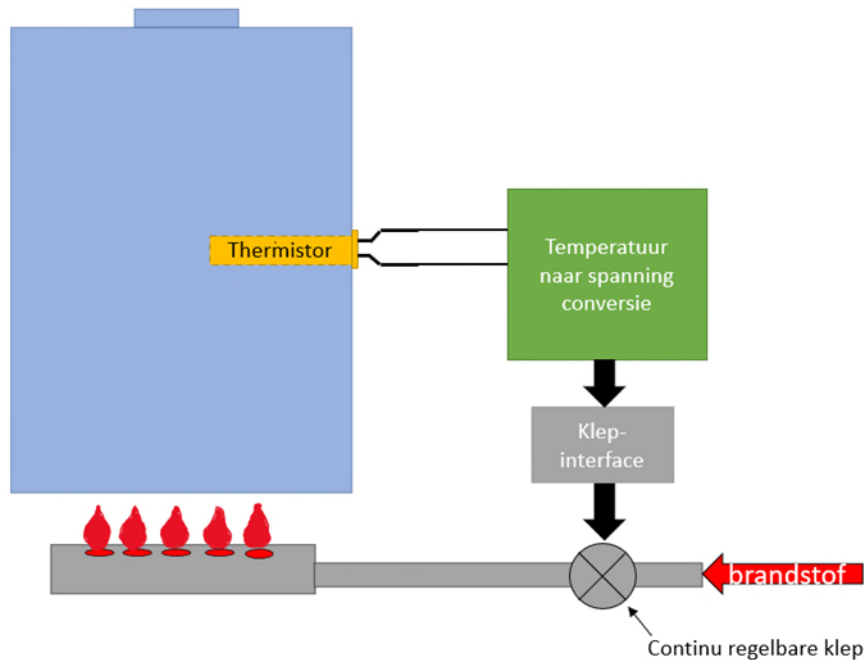 Thermistor
Temperatuur
naar spanning
conversie
Klep-
interface
brandstof
Continu regelbare klep